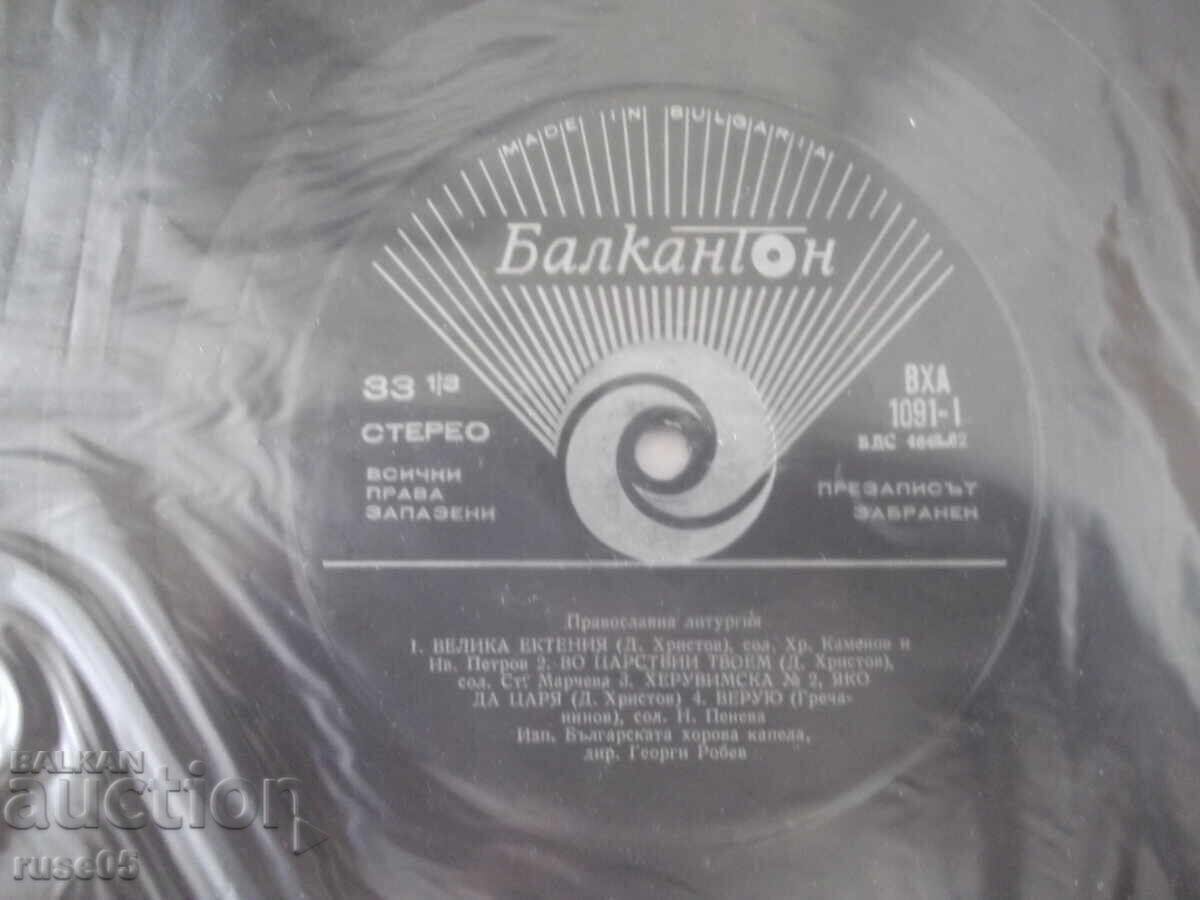 MADE IN BULGARIA
Балкантон
33 1/3
СТЕРЕО
ВСИЧКИ
ПРАВА
ЗАПАЗЕНИ
ВХА
1091-I
БДС
ПРЕЗАПИСЪТ
ЗАБРАНЕН
Православна литургия
1. ВЕЛИКА ЕКТЕНИЯ (Д. Христов), сол. Хр. Каменов и
Ив. Петров 2. ВО ЦАРСТВИИ ТВОЕМ (Д. Христов),
сол. Ст. Марчева 3. ХЕРУВИМСКА № 2, ЯКО
ДА ЦАРЯ (Д. Христов) 4. ВЕРУЮ (Греча-
нинов), сол. Н. Пенева
Изп. Българската хорова капела,
дир. Георги Робев
BALKAN
auction
ruse05